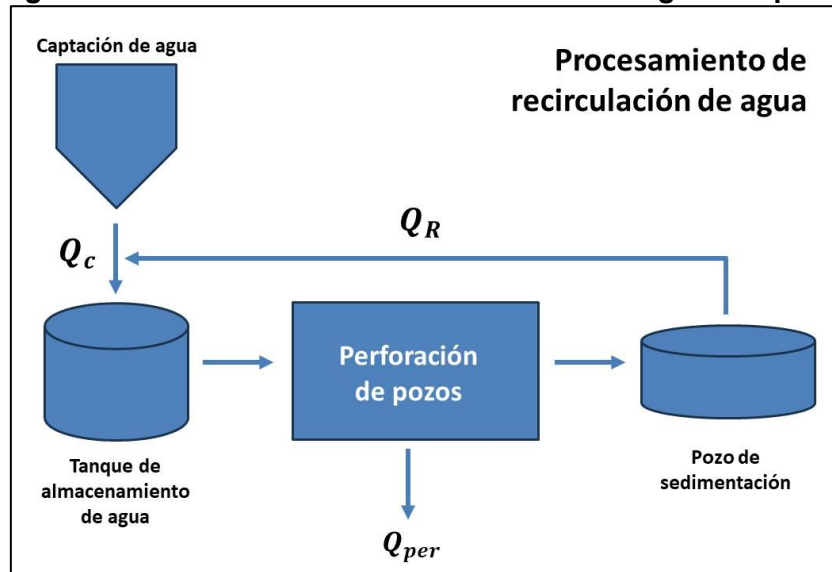 Captación de agua
Procesamiento de
recirculación de agua
Q_R
Q_c
Perforación
de pozos
Tanque de
almacenamiento
de agua
Pozo de
sedimentación
Q_per